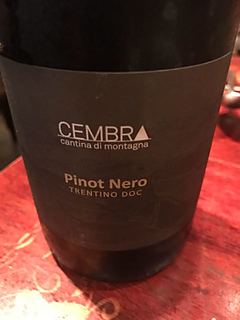 CEMBRA
cantina di montagna
Pinot Nero
TRENTINO DOC